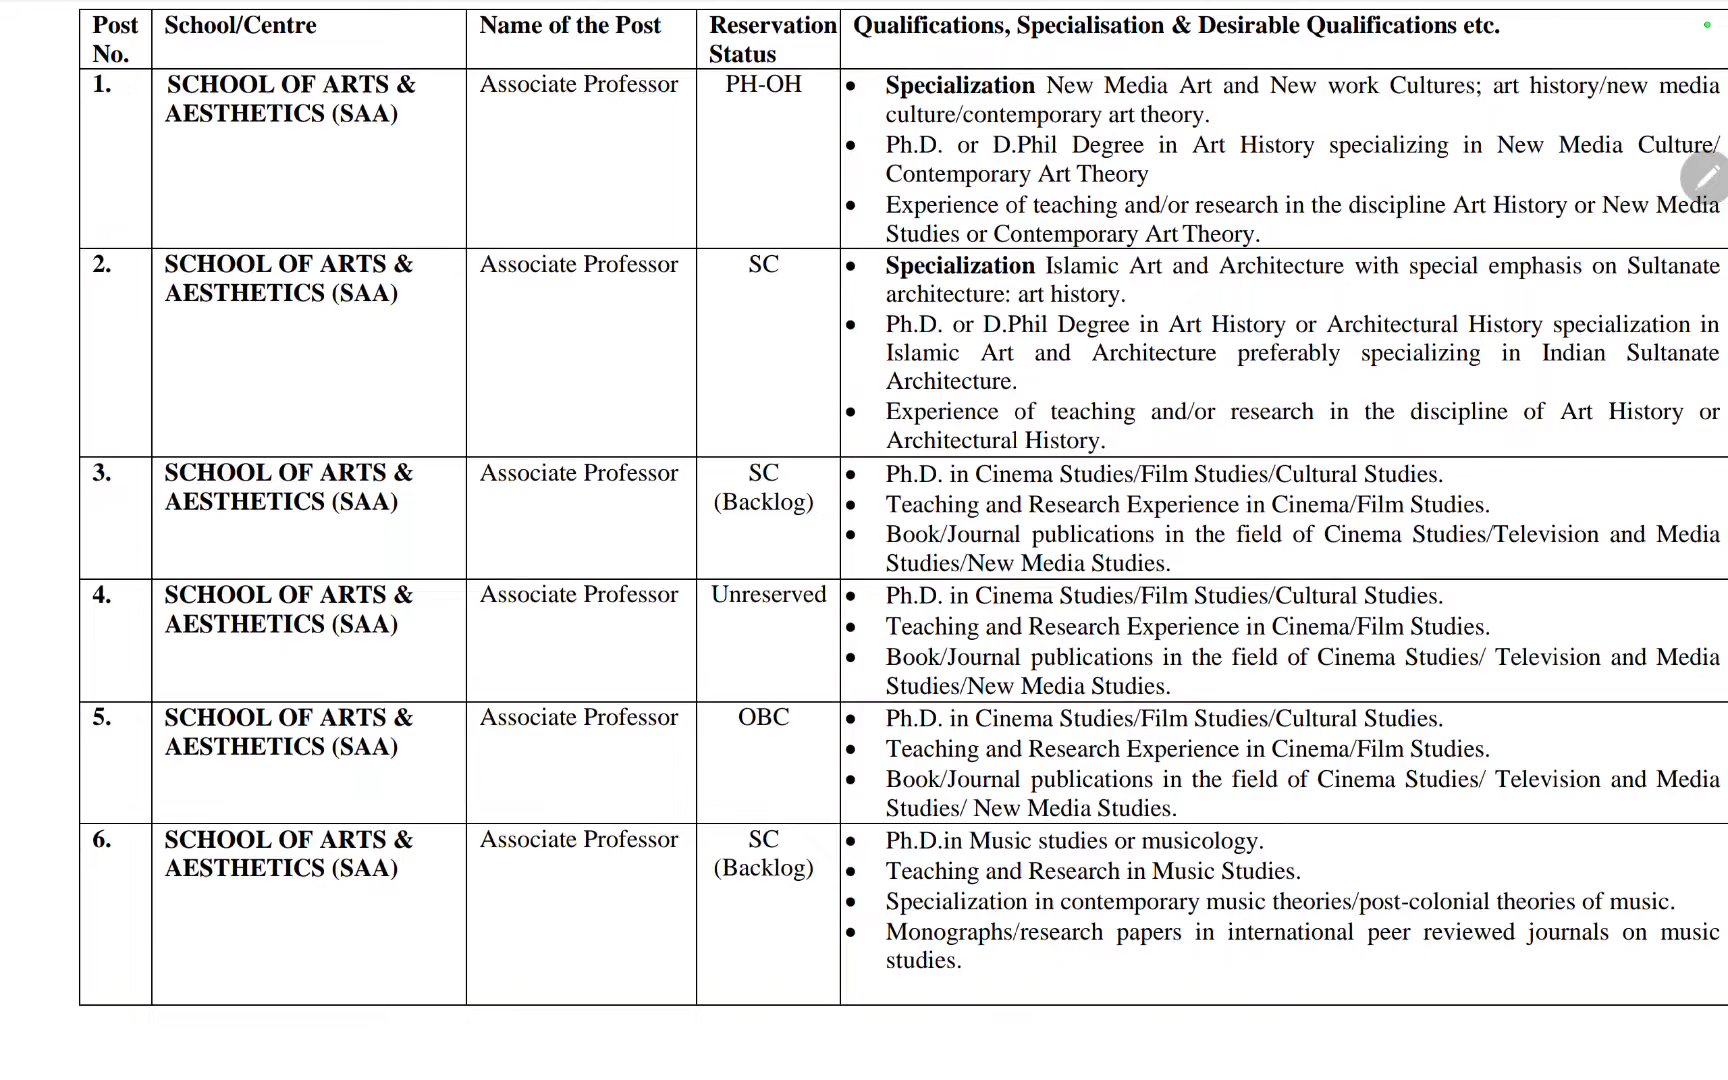 Post School/Centre Name of the Post Reservation Qualifications, Specialisation & Desirable Qualifications etc.
No. Status
1. SCHOOL OF ARTS & Associate Professor PH-OH • Specialization New Media Art and New work Cultures; art history/new media
AESTHETICS (SAA) culture/contemporary art theory.
• Ph.D. or D.Phil Degree in Art History specializing in New Media Culture/
Contemporary Art Theory
• Experience of teaching and/or research in the discipline Art History or New Media
Studies or Contemporary Art Theory.
2. SCHOOL OF ARTS & Associate Professor SC • Specialization Islamic Art and Architecture with special emphasis on Sultanate
AESTHETICS (SAA) architecture: art history.
• Ph.D. or D.Phil Degree in Art History or Architectural History specialization in
Islamic Art and Architecture preferably specializing in Indian Sultanate
Architecture.
• Experience of teaching and/or research in the discipline of Art History or
Architectural History.
3. SCHOOL OF ARTS & Associate Professor SC • Ph.D. in Cinema Studies/Film Studies/Cultural Studies.
AESTHETICS (SAA) (Backlog) • Teaching and Research Experience in Cinema/Film Studies.
• Book/Journal publications in the field of Cinema Studies/Television and Media
Studies/New Media Studies.
4. SCHOOL OF ARTS & Associate Professor Unreserved • Ph.D. in Cinema Studies/Film Studies/Cultural Studies.
AESTHETICS (SAA) • Teaching and Research Experience in Cinema/Film Studies.
• Book/Journal publications in the field of Cinema Studies/ Television and Media
Studies/New Media Studies.
5. SCHOOL OF ARTS & Associate Professor OBC • Ph.D. in Cinema Studies/Film Studies/Cultural Studies.
AESTHETICS (SAA) • Teaching and Research Experience in Cinema/Film Studies.
• Book/Journal publications in the field of Cinema Studies/ Television and Media
Studies/ New Media Studies.
6. SCHOOL OF ARTS & Associate Professor SC • Ph.D.in Music studies or musicology.
AESTHETICS (SAA) (Backlog) • Teaching and Research in Music Studies.
• Specialization in contemporary music theories/post-colonial theories of music.
• Monographs/research papers in international peer reviewed journals on music
studies.